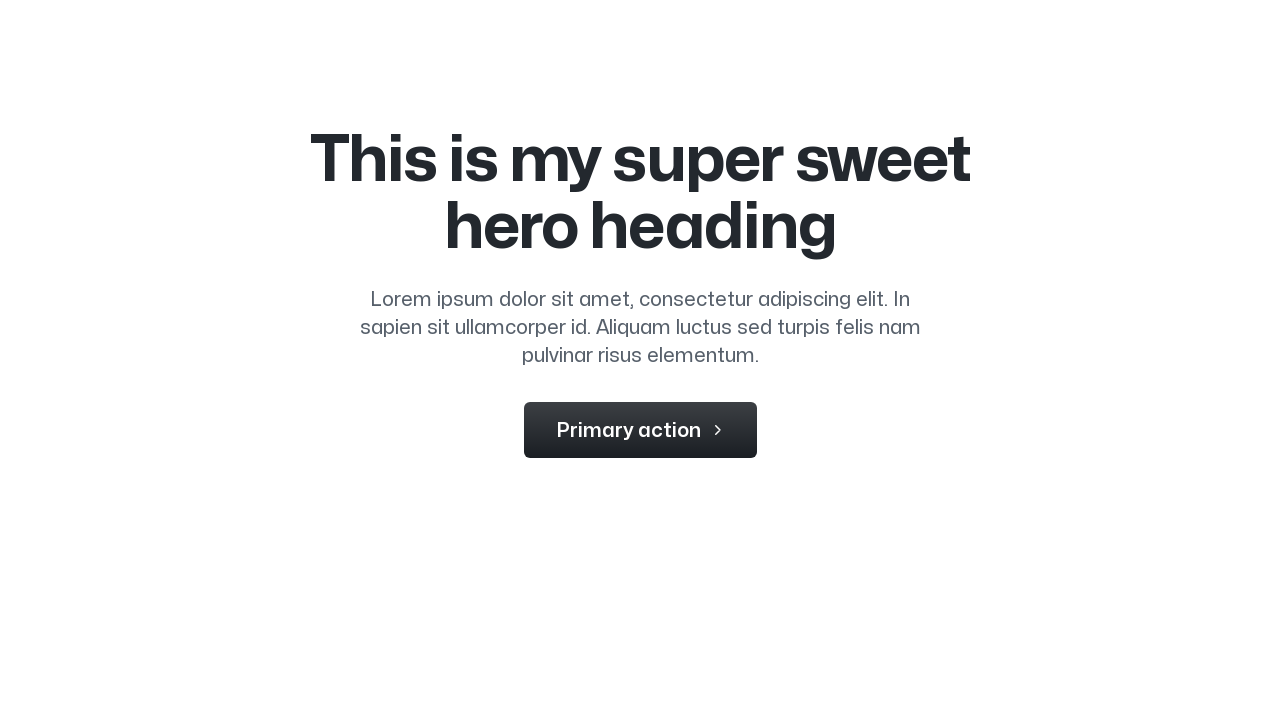 This is my super sweet
hero heading
Lorem ipsum dolor sit amet, consectetur adipiscing elit. In
sapien sit ullamcorper id. Aliquam luctus sed turpis felis nam
pulvinar risus elementum.
Primary action